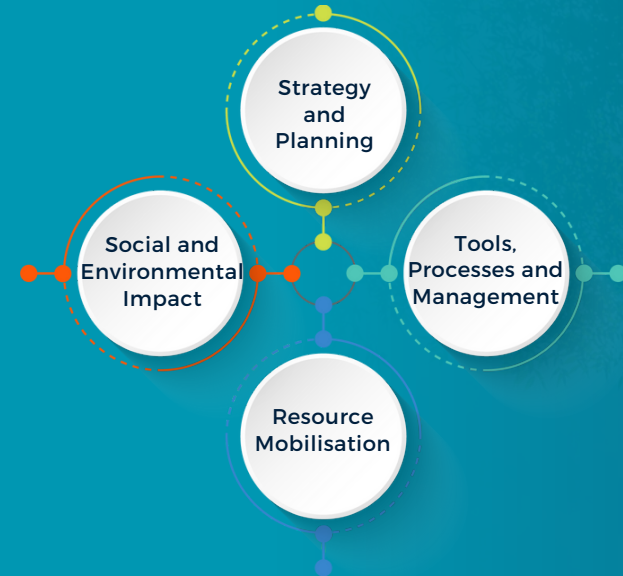 Strategy
and
Planning
Social and
Environmental
Impact
Tools,
Processes and
Management
Resource
Mobilisation